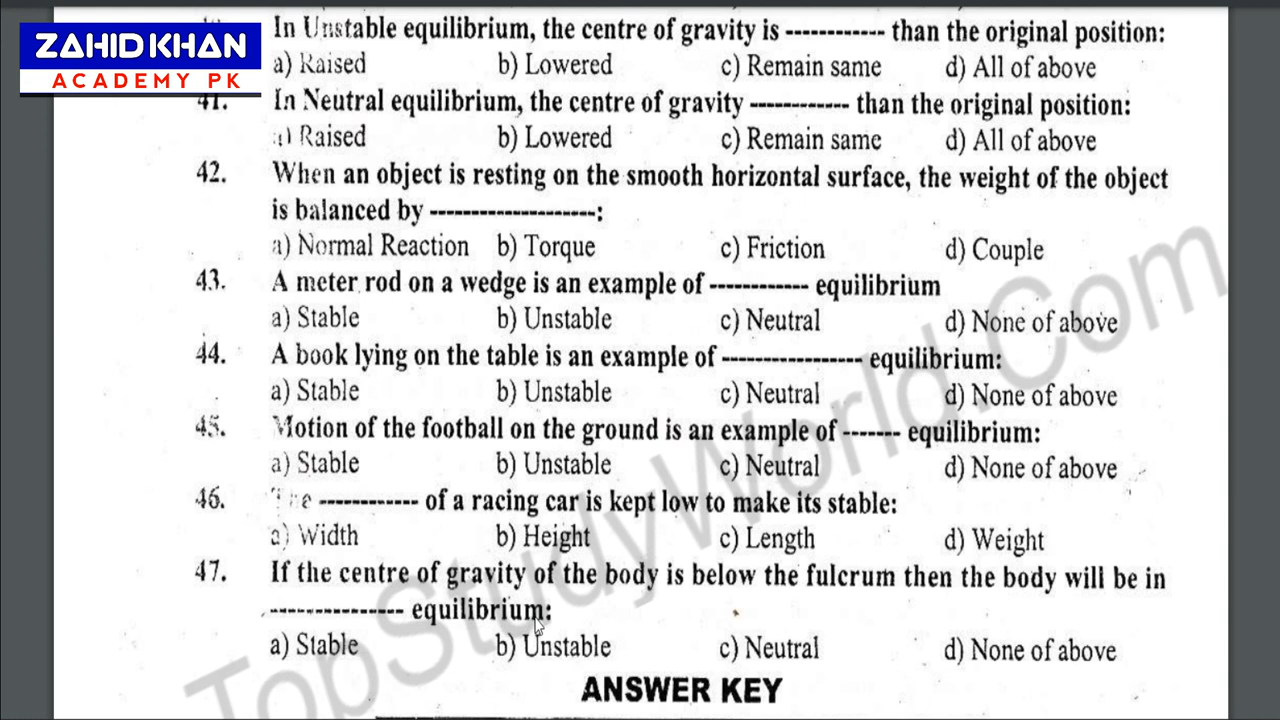 ZAHID KHAN
ACADEMY PK
In Unstable equilibrium, the centre of gravity is ------------ than the original position:
a) Raised b) Lowered c) Remain same d) All of above
41. In Neutral equilibrium, the centre of gravity ------------ than the original position:
a) Raised b) Lowered c) Remain same d) All of above
42. When an object is resting on the smooth horizontal surface, the weight of the object
is balanced by --------------------:
a) Normal Reaction b) Torque c) Friction d) Couple
43. A meter rod on a wedge is an example of ------------ equilibrium
a) Stable b) Unstable c) Neutral d) None of above
44. A book lying on the table is an example of ----------------- equilibrium:
a) Stable b) Unstable c) Neutral d) None of above
45. Motion of the football on the ground is an example of ------- equilibrium:
a) Stable b) Unstable c) Neutral d) None of above
46. The ------------ of a racing car is kept low to make its stable:
a) Width b) Height c) Length d) Weight
47. If the centre of gravity of the body is below the fulcrum then the body will be in
---------------- equilibrium:
a) Stable b) Unstable c) Neutral d) None of above
ANSWER KEY
TopStudyWorld.Com